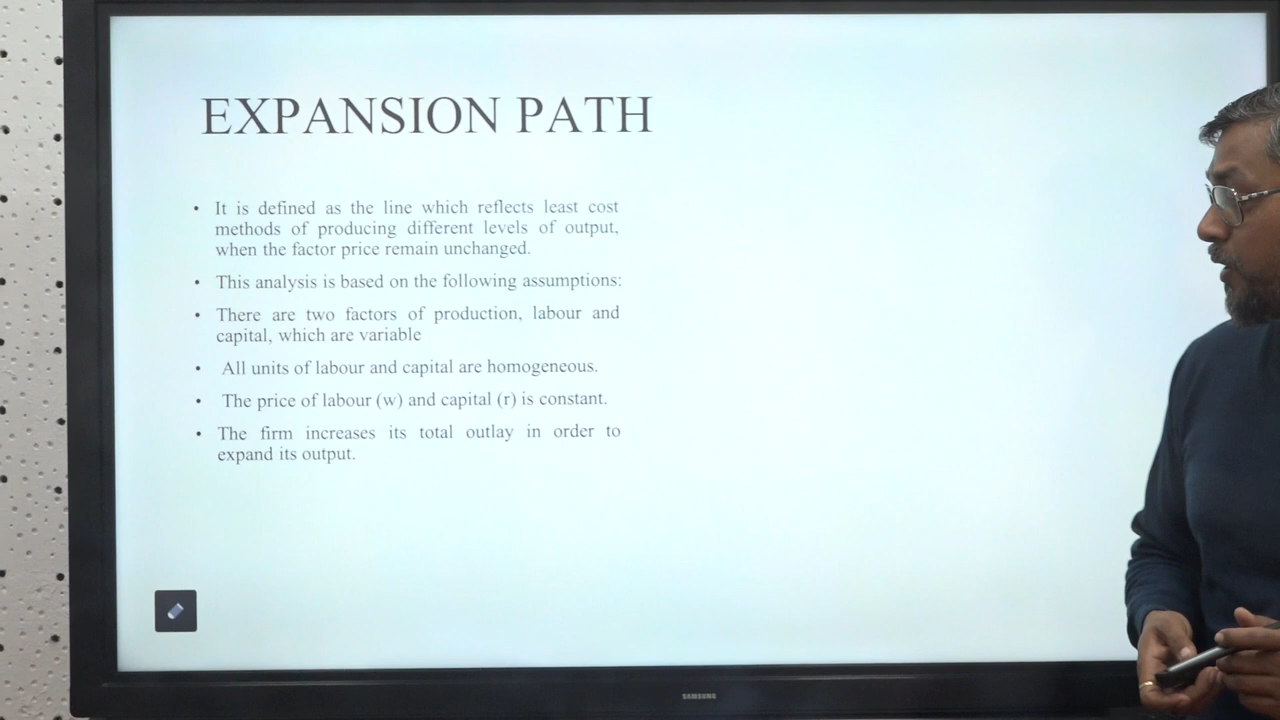 EXPANSION PATH
• It is defined as the line which reflects least cost
methods of producing different levels of output,
when the factor price remain unchanged.
• This analysis is based on the following assumptions:
• There are two factors of production, labour and
capital, which are variable
• All units of labour and capital are homogeneous.
• The price of labour (w) and capital (r) is constant.
• The firm increases its total outlay in order to
expand its output.
SAMSUNG